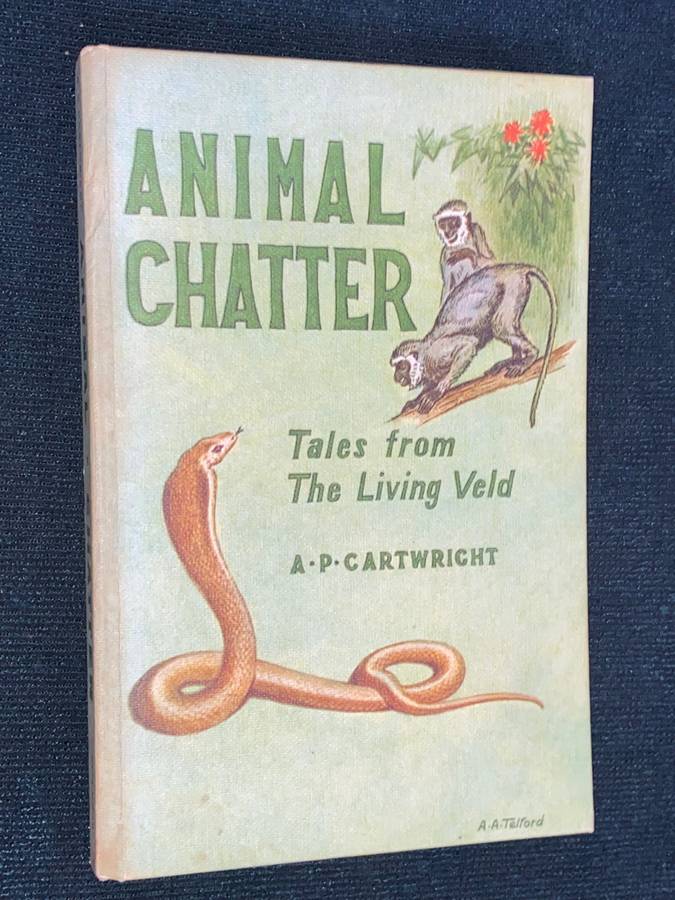 ANIMAL
CHATTER
Tales from
The Living Veld
A·P·CARTWRIGHT
A·A·Telford